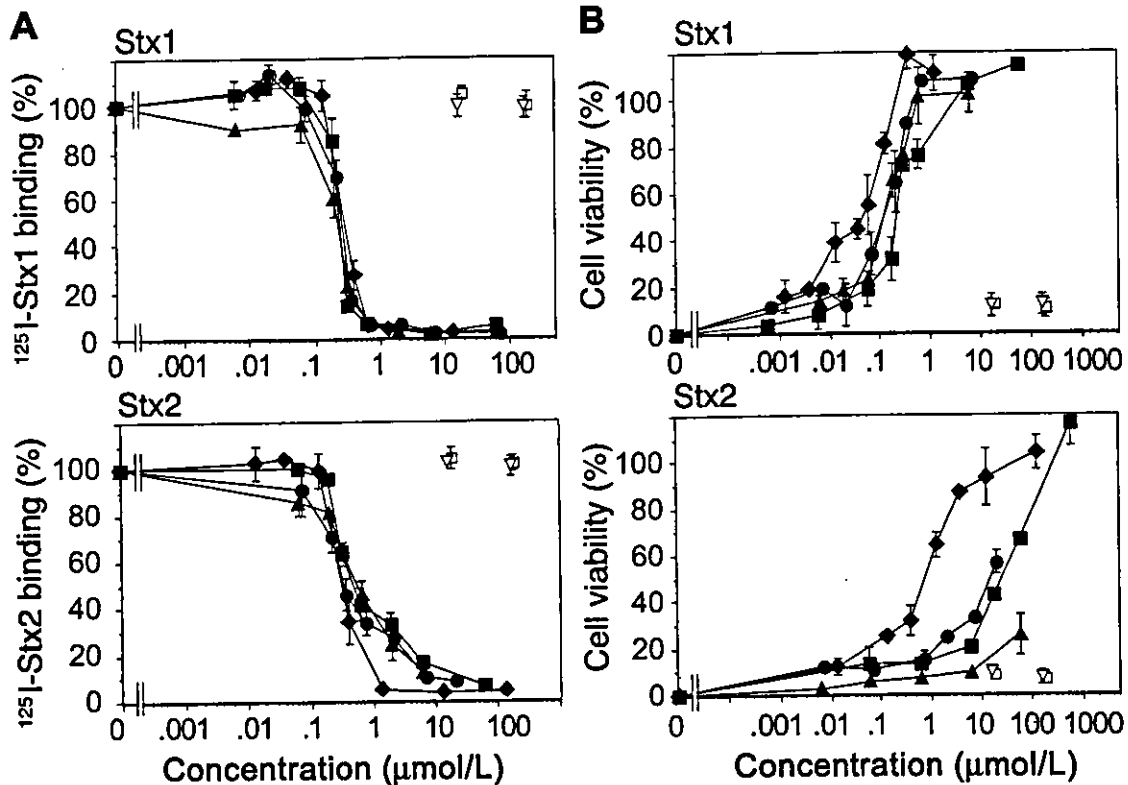 A
B
Stx1
Stx1
125I-Stx1 binding (%)
100
80
60
40
20
0
0 .001 .01 .1 1 10 100
Cell viability (%)
100
80
60
40
20
0
0 .001 .01 .1 1 10 100 1000
Stx2
Stx2
125I-Stx2 binding (%)
100
80
60
40
20
0
0 .001 .01 .1 1 10 100
Concentration (μmol/L)
Cell viability (%)
100
80
60
40
20
0
0 .001 .01 .1 1 10 100 1000
Concentration (μmol/L)